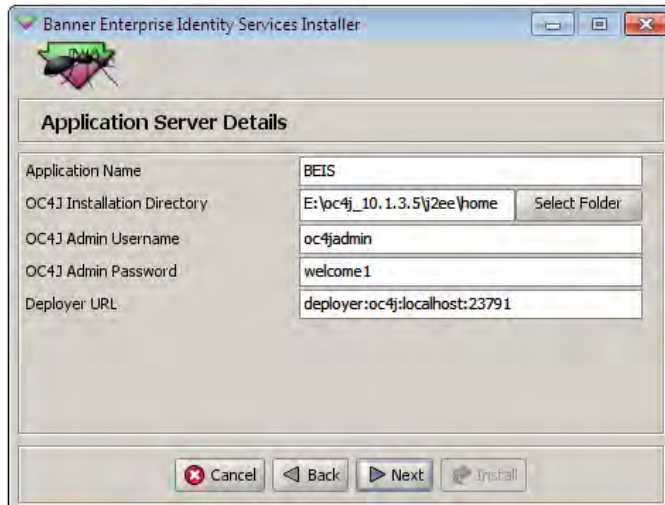 Banner Enterprise Identity Services Installer
Application Server Details
Application Name BEIS
OC4J Installation Directory E:\oc4j_10.1.3.5\j2ee\home Select Folder
OC4J Admin Username oc4jadmin
OC4J Admin Password welcome1
Deployer URL deployer:oc4j:localhost:23791
Cancel Back Next Install